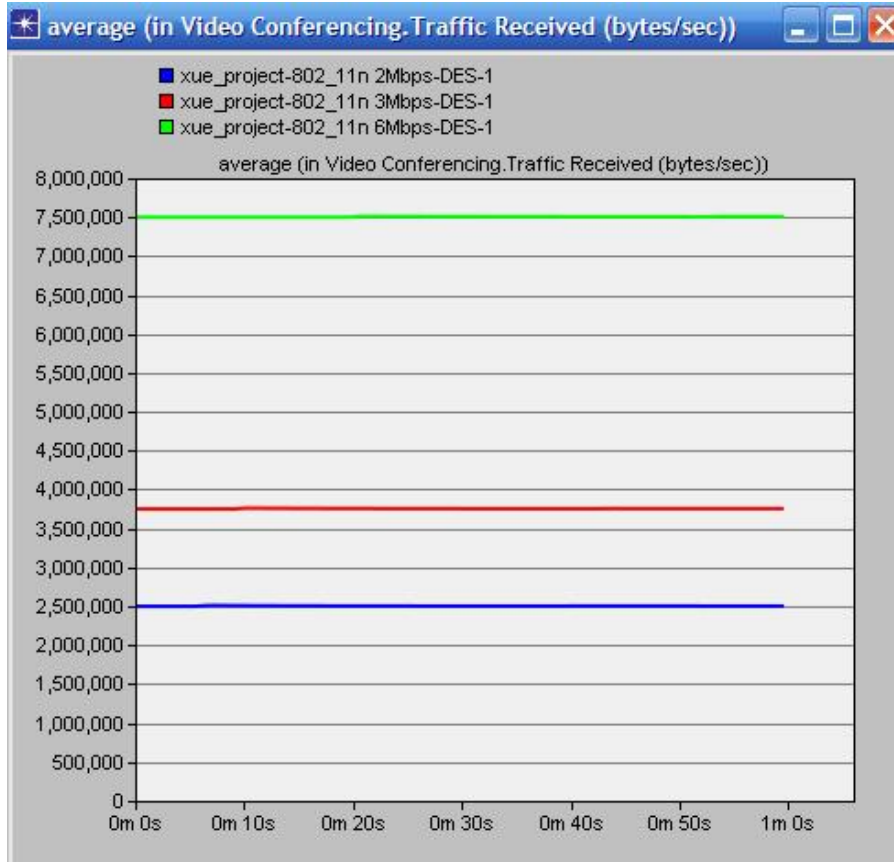 average (in Video Conferencing.Traffic Received (bytes/sec))
xue_project-802_11n 2Mbps-DES-1
xue_project-802_11n 3Mbps-DES-1
xue_project-802_11n 6Mbps-DES-1
average (in Video Conferencing.Traffic Received (bytes/sec))
8,000,000
7,500,000
7,000,000
6,500,000
6,000,000
5,500,000
5,000,000
4,500,000
4,000,000
3,500,000
3,000,000
2,500,000
2,000,000
1,500,000
1,000,000
500,000
0
0m 0s 0m 10s 0m 20s 0m 30s 0m 40s 0m 50s 1m 0s